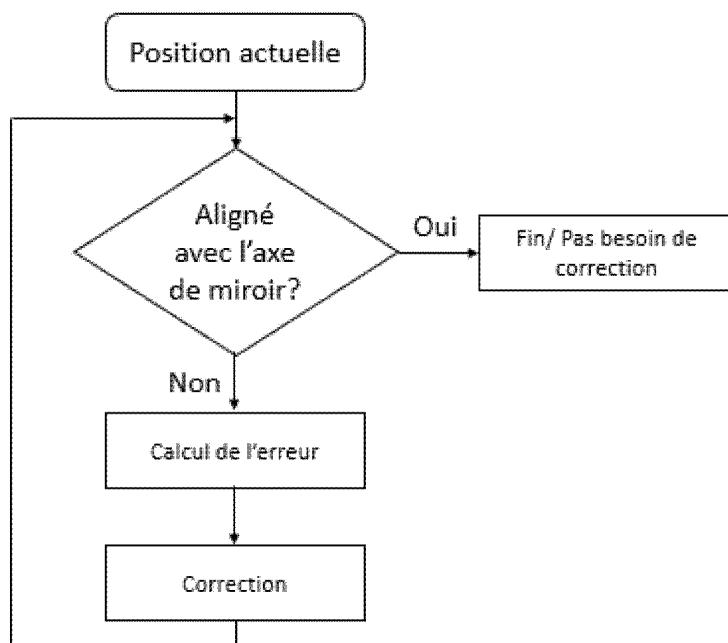 Position actuelle
Aligné
avec l'axe
de miroir?
Oui
Fin/ Pas besoin de
correction
Non
Calcul de l'erreur
Correction